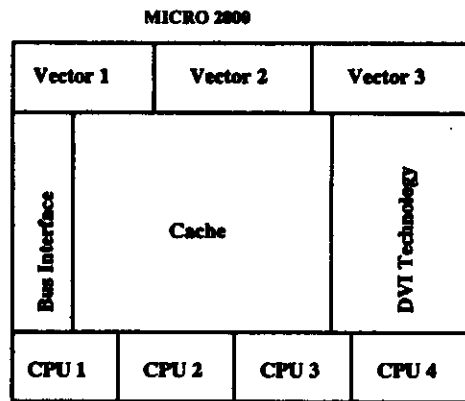 MICRO 2000
Vector 1
Vector 2
Vector 3
Bus Interface
Cache
DVI Technology
CPU 1
CPU 2
CPU 3
CPU 4